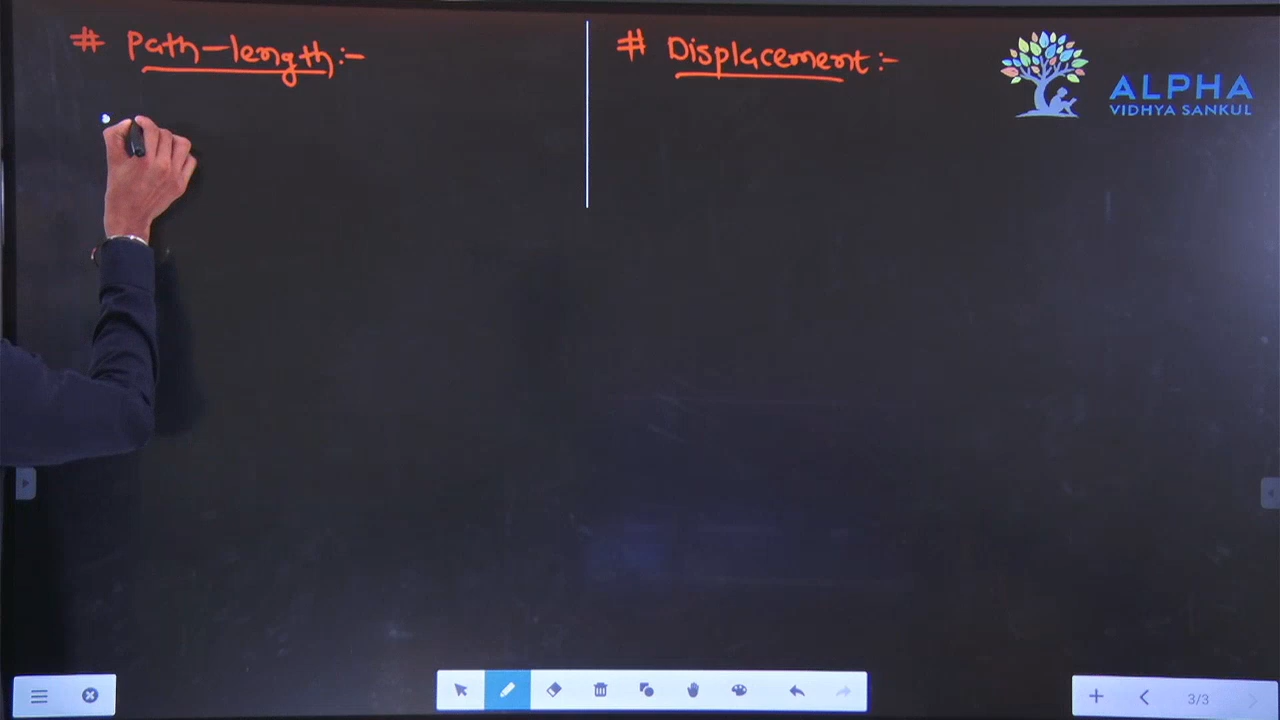 # Path-length:-
# Displacement:-
ALPHA
VIDHYA SANKUL
3/3